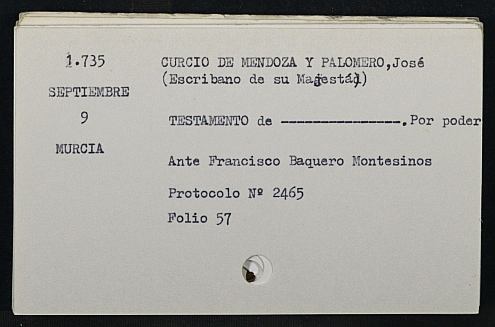 1.735
CURCIO DE MENDOZA Y PALOMERO,José
(Escribano de su Majestád)
SEPTIEMBRE
9
TESTAMENTO de ---------------.Por poder
MURCIA
Ante Francisco Baquero Montesinos
Protocolo Nº 2465
Folio 57